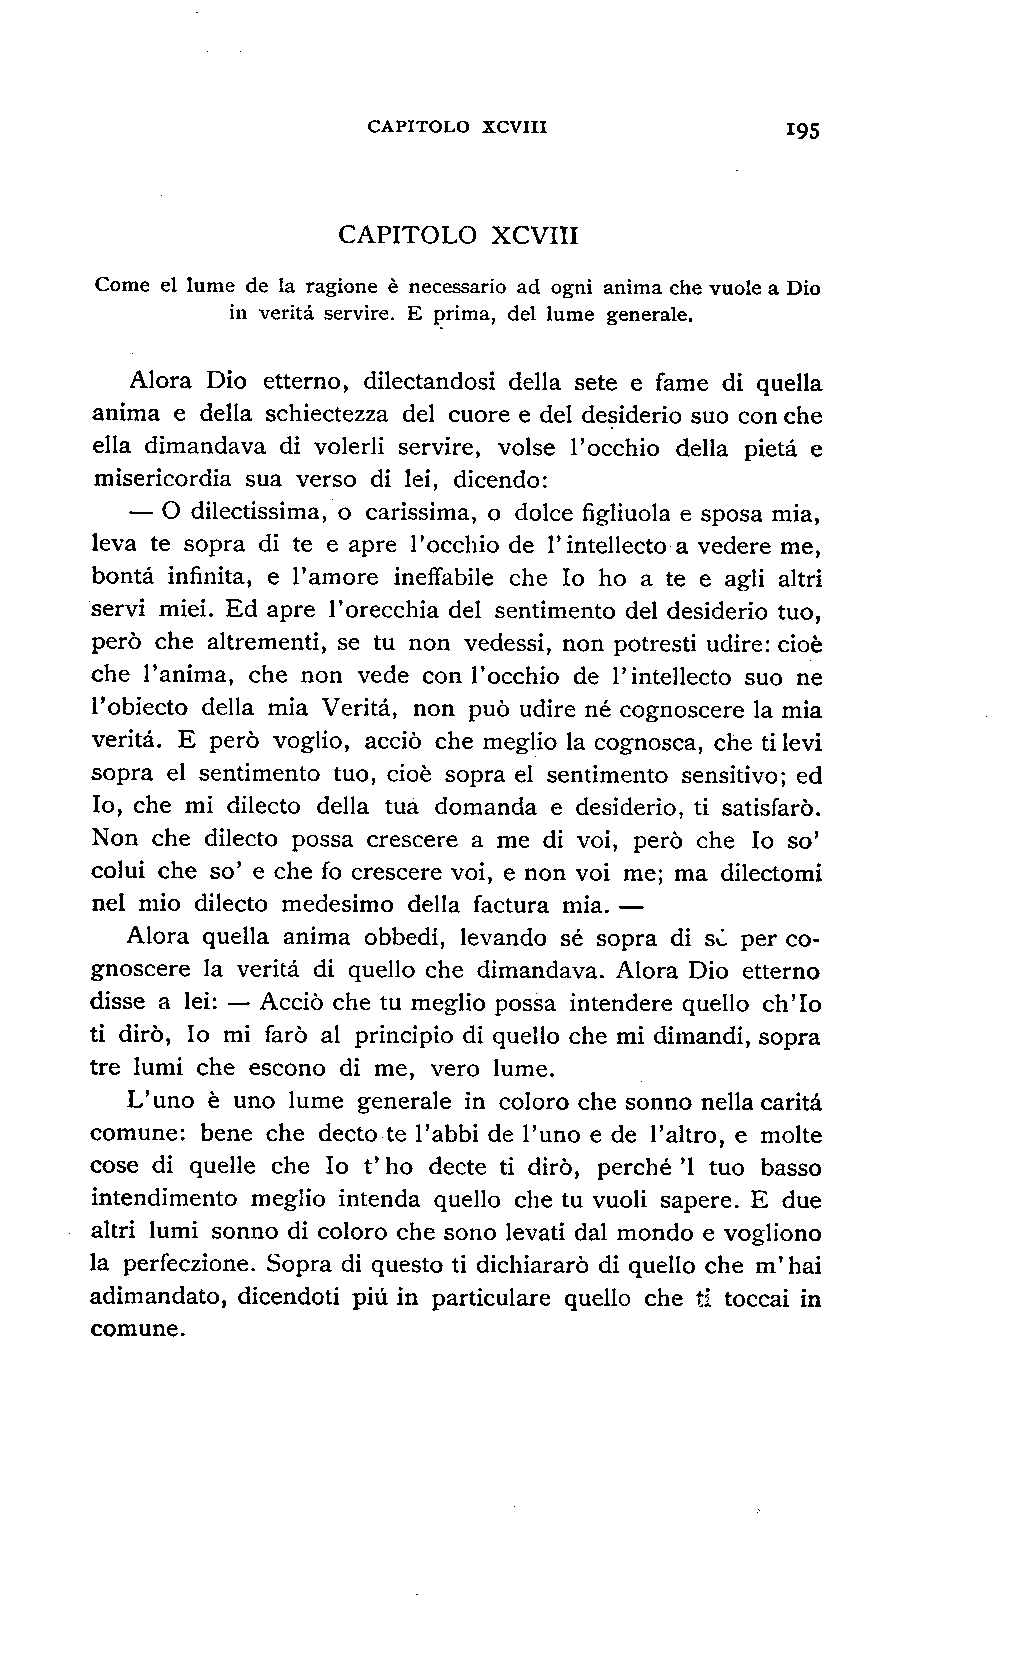 CAPITOLO XCVIII 195
CAPITOLO XCVIII
Come el lume de la ragione è necessario ad ogni anima che vuole a Dio
in veritá servire. E prima, del lume generale.
Alora Dio etterno, dilectandosi della sete e fame di quella
anima e della schiectezza del cuore e del desiderio suo con che
ella dimandava di volerli servire, volse l'occhio della pietá e
misericordia sua verso di lei, dicendo:
— O dilectissima, o carissima, o dolce figliuola e sposa mia,
leva te sopra di te e apre l'occhio de l'intellecto a vedere me,
bontá infinita, e l'amore ineffabile che Io ho a te e agli altri
servi miei. Ed apre l'orecchia del sentimento del desiderio tuo,
però che altrementi, se tu non vedessi, non potresti udire: cioè
che l'anima, che non vede con l'occhio de l'intellecto suo ne
l'obiecto della mia Veritá, non può udire né cognoscere la mia
veritá. E però voglio, acciò che meglio la cognosca, che ti levi
sopra el sentimento tuo, cioè sopra el sentimento sensitivo; ed
Io, che mi dilecto della tua domanda e desiderio, ti satisfarò.
Non che dilecto possa crescere a me di voi, però che Io so'
colui che so' e che fo crescere voi, e non voi me; ma dilectomi
nel mio dilecto medesimo della factura mia. —
Alora quella anima obbedí, levando sé sopra di sé per co-
gnoscere la veritá di quello che dimandava. Alora Dio etterno
disse a lei: — Acciò che tu meglio possa intendere quello ch'Io
ti dirò, Io mi farò al principio di quello che mi dimandi, sopra
tre lumi che escono di me, vero lume.
L'uno è uno lume generale in coloro che sonno nella caritá
comune: bene che decto te l'abbi de l'uno e de l'altro, e molte
cose di quelle che Io t'ho decte ti dirò, perché 'l tuo basso
intendimento meglio intenda quello che tu vuoli sapere. E due
altri lumi sonno di coloro che sono levati dal mondo e vogliono
la perfeczione. Sopra di questo ti dichiararò di quello che m'hai
adimandato, dicendoti piú in particulare quello che ti toccai in
comune.